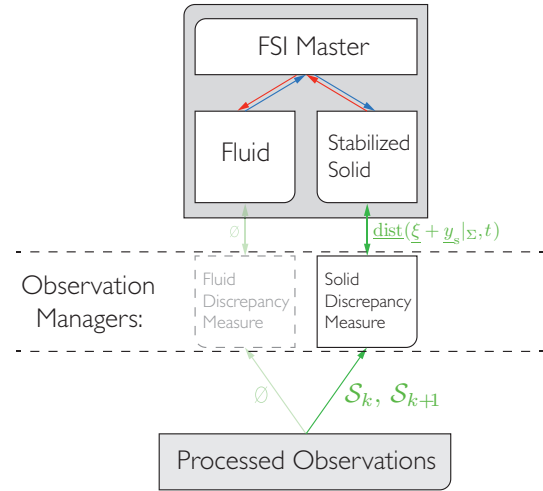 FSI Master
Fluid
Stabilized
Solid
∅
dist(ξ + y_s|_Σ, t)
Observation
Managers:
Fluid
Discrepancy
Measure
Solid
Discrepancy
Measure
∅
𝒮_k, 𝒮_{k+1}
Processed Observations